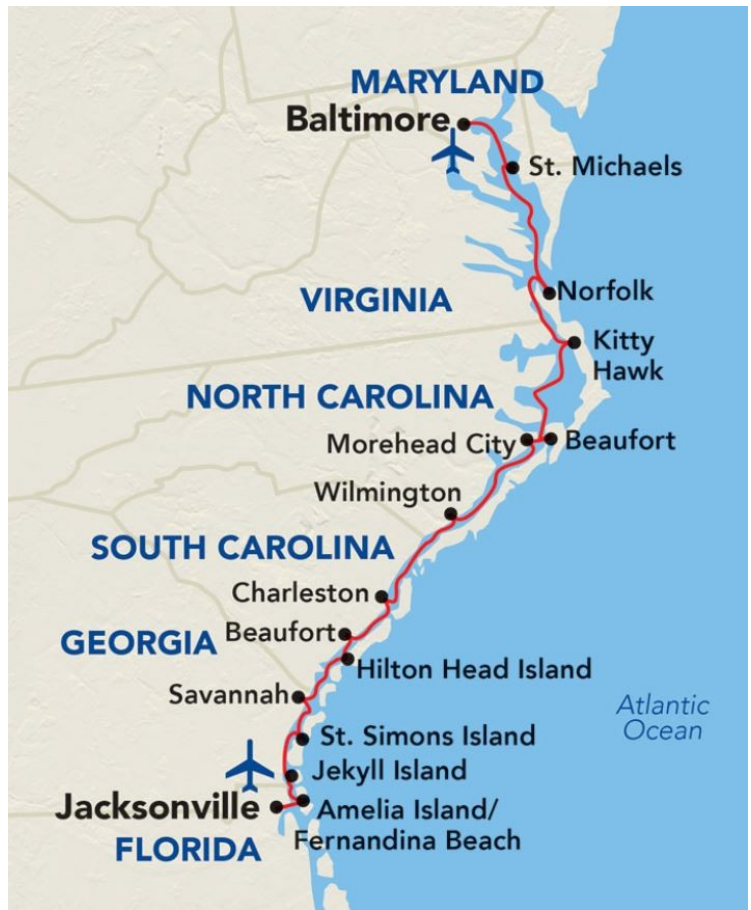 MARYLAND
Baltimore
St. Michaels
Norfolk
VIRGINIA
Kitty
Hawk
NORTH CAROLINA
Morehead City
Beaufort
Wilmington
SOUTH CAROLINA
Charleston
Beaufort
GEORGIA
Hilton Head Island
Savannah
Atlantic
Ocean
St. Simons Island
Jekyll Island
Jacksonville
Amelia Island/
Fernandina Beach
FLORIDA